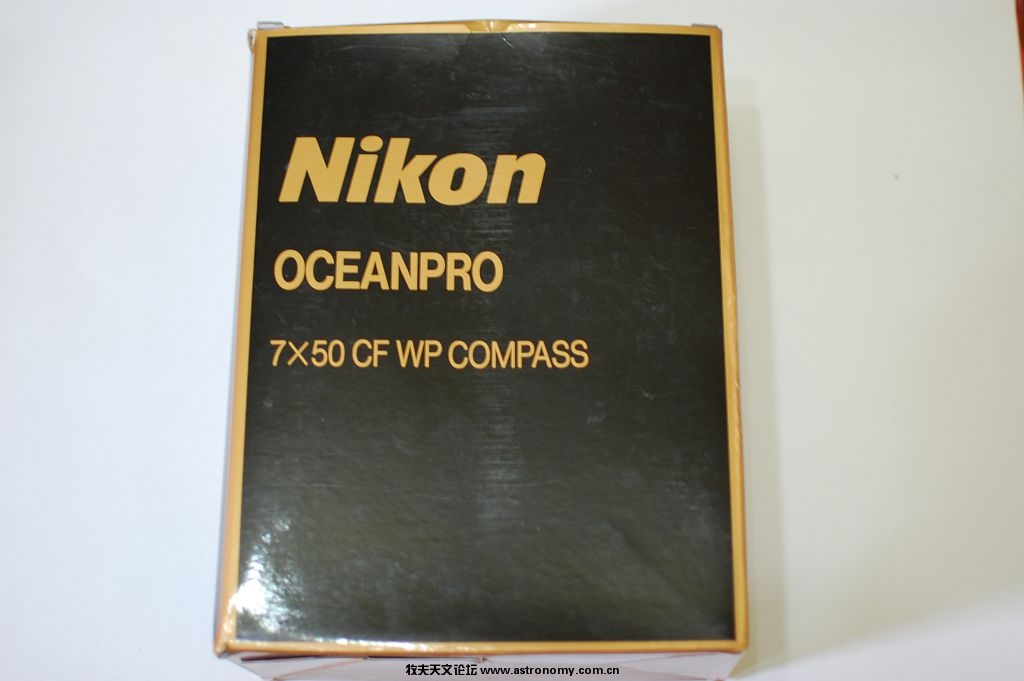 Nikon
OCEANPRO
7×50 CF WP COMPASS
牧夫天文论坛 www.astronomy.com.cn